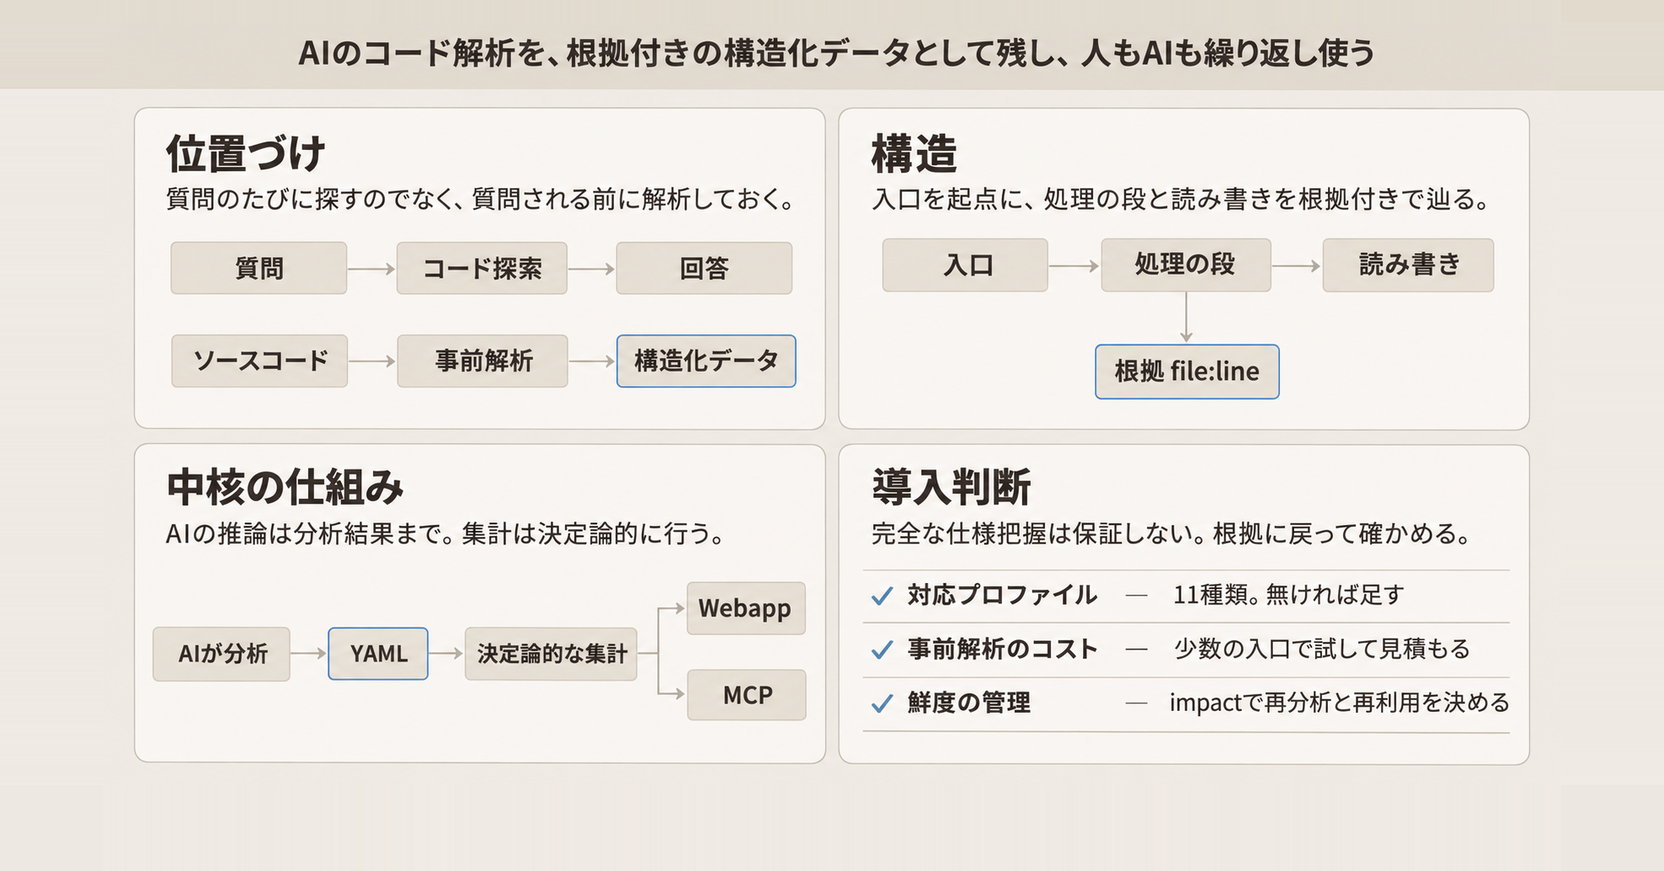 AIのコード解析を、根拠付きの構造化データとして残し、人もAIも繰り返し使う
位置づけ
質問のたびに探すのでなく、質問される前に解析しておく。
質問 → コード探索 → 回答
ソースコード → 事前解析 → 構造化データ
構造
入口を起点に、処理の段と読み書きを根拠付きで辿る。
入口 → 処理の段 → 読み書き
根拠 file:line
中核の仕組み
AIの推論は分析結果まで。集計は決定論的に行う。
Webapp
AIが分析 → YAML → 決定論的な集計
MCP
導入判断
完全な仕様把握は保証しない。根拠に戻って確かめる。
✓ 対応プロファイル — 11種類。無ければ足す
✓ 事前解析のコスト — 少数の入口で試して見積もる
✓ 鮮度の管理 — impactで再分析と再利用を決める